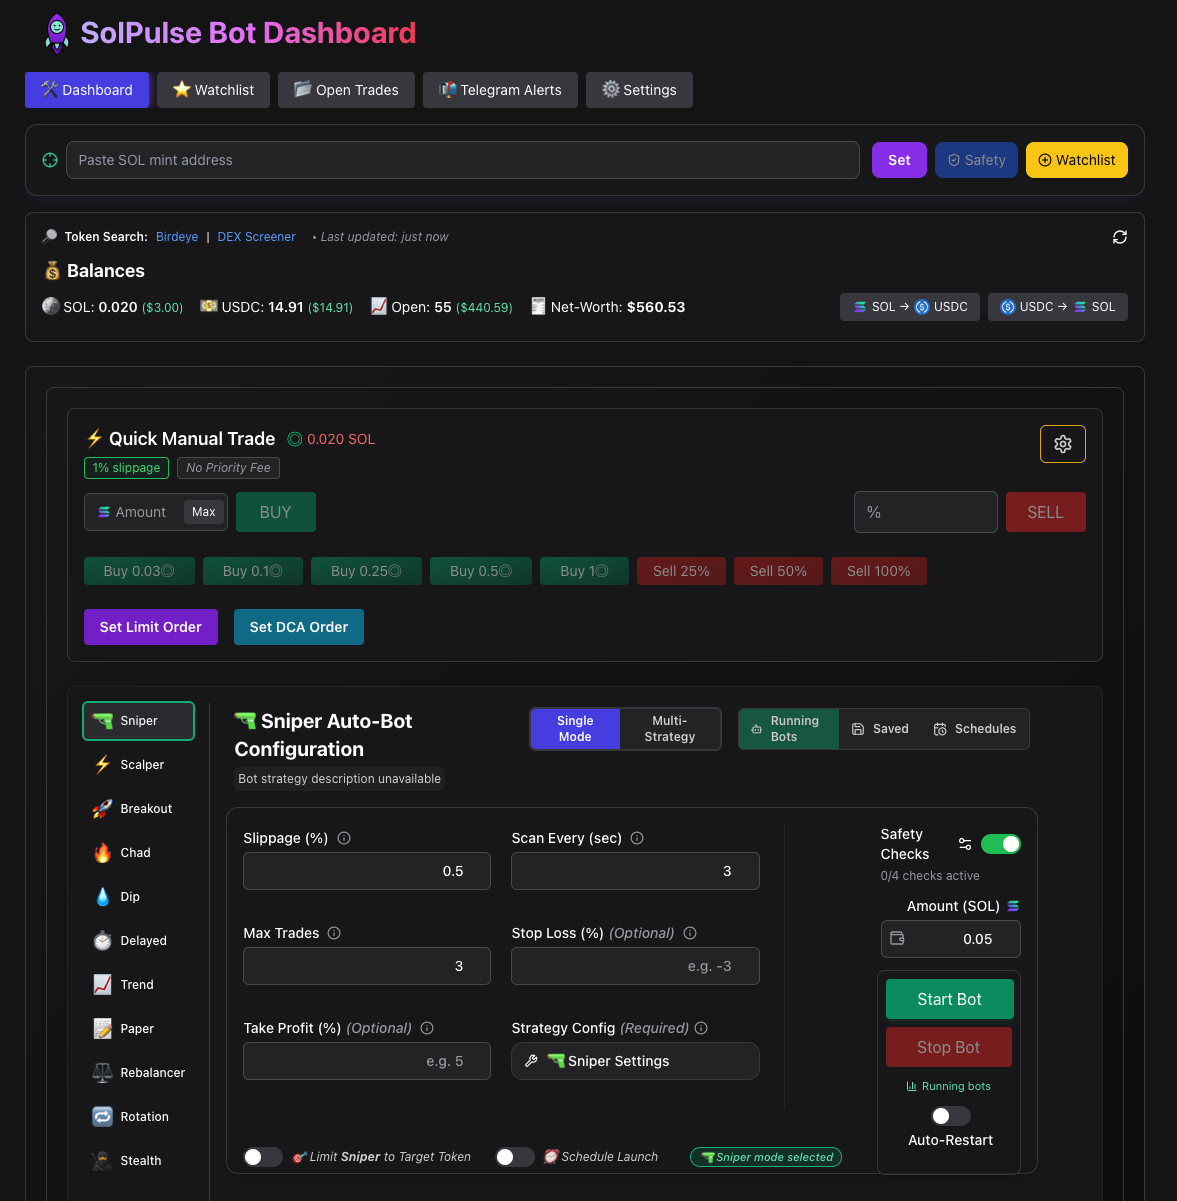 SolPulse Bot Dashboard
Dashboard
Watchlist
Open Trades
Telegram Alerts
Settings
Paste SOL mint address
Set
Safety
Watchlist
Token Search: Birdeye | DEX Screener • Last updated: just now
Balances
SOL: 0.020 ($3.00)
USDC: 14.91 ($14.91)
Open: 55 ($440.59)
Net-Worth: $560.53
SOL → USDC
USDC → SOL
Quick Manual Trade
0.020 SOL
1% slippage
No Priority Fee
Amount
Max
BUY
%
SELL
Buy 0.03
Buy 0.1
Buy 0.25
Buy 0.5
Buy 1
Sell 25%
Sell 50%
Sell 100%
Set Limit Order
Set DCA Order
Sniper
Scalper
Breakout
Chad
Dip
Delayed
Trend
Paper
Rebalancer
Rotation
Stealth
Sniper Auto-Bot
Configuration
Bot strategy description unavailable
Single
Mode
Multi-
Strategy
Running
Bots
Saved
Schedules
Slippage (%)
0.5
Scan Every (sec)
3
Max Trades
3
Stop Loss (%) (Optional)
e.g. -3
Take Profit (%) (Optional)
e.g. 5
Strategy Config (Required)
Sniper Settings
Limit Sniper to Target Token
Schedule Launch
Sniper mode selected
Safety
Checks
0/4 checks active
Amount (SOL)
0.05
Start Bot
Stop Bot
Running bots
Auto-Restart